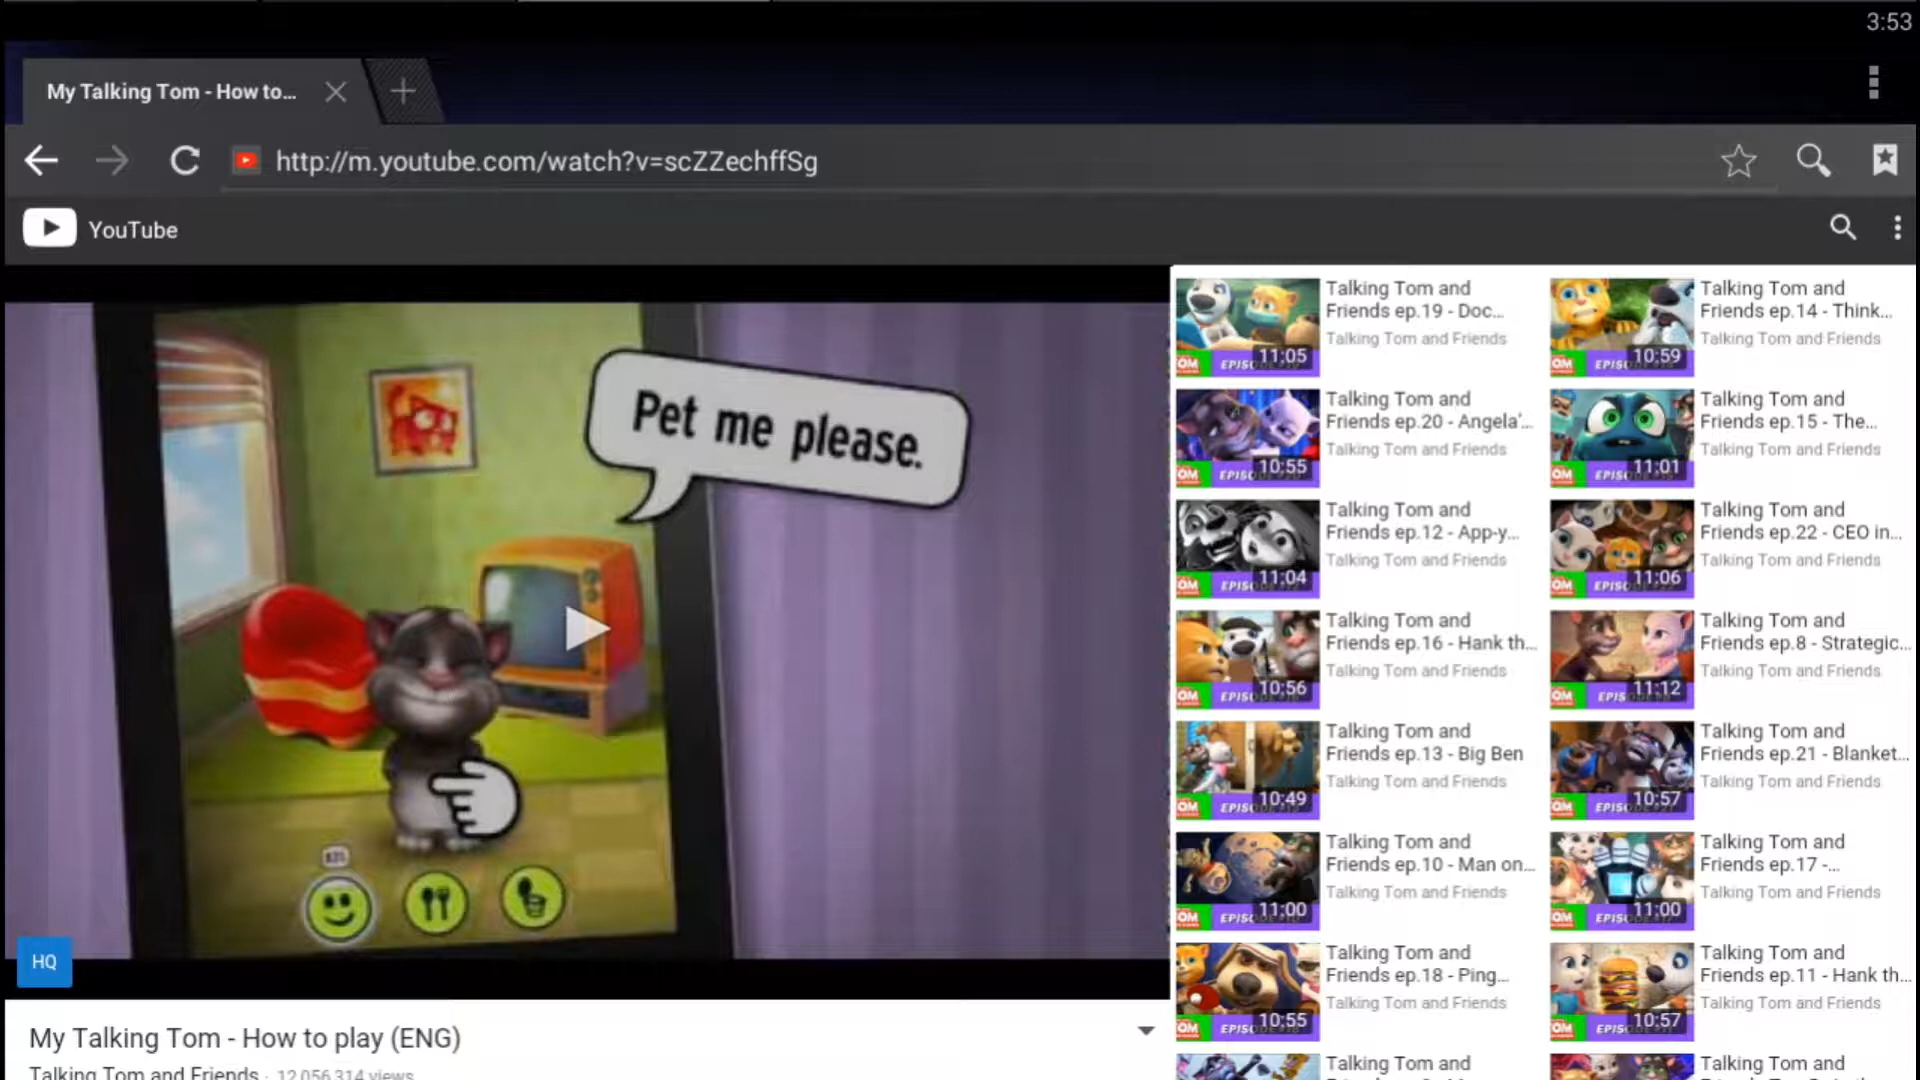 3:53
My Talking Tom - How to...
http://m.youtube.com/watch?v=scZZechffSg
YouTube
Pet me please.
HQ
My Talking Tom - How to play (ENG)
Talking Tom and Friends · 12,056,314 views
Talking Tom and
Friends ep.19 - Doc...
Talking Tom and Friends
11:05
Talking Tom and
Friends ep.14 - Think...
Talking Tom and Friends
10:59
Talking Tom and
Friends ep.20 - Angela'...
Talking Tom and Friends
10:55
Talking Tom and
Friends ep.15 - The...
Talking Tom and Friends
11:01
Talking Tom and
Friends ep.12 - App-y...
Talking Tom and Friends
11:04
Talking Tom and
Friends ep.22 - CEO in...
Talking Tom and Friends
11:06
Talking Tom and
Friends ep.16 - Hank th...
Talking Tom and Friends
10:56
Talking Tom and
Friends ep.8 - Strategic...
Talking Tom and Friends
11:12
Talking Tom and
Friends ep.13 - Big Ben
Talking Tom and Friends
10:49
Talking Tom and
Friends ep.21 - Blanket...
Talking Tom and Friends
10:57
Talking Tom and
Friends ep.10 - Man on...
Talking Tom and Friends
11:00
Talking Tom and
Friends ep.17 -...
Talking Tom and Friends
11:00
Talking Tom and
Friends ep.18 - Ping...
Talking Tom and Friends
10:55
Talking Tom and
Friends ep.11 - Hank th...
Talking Tom and Friends
10:57
Talking Tom and
Talking Tom and